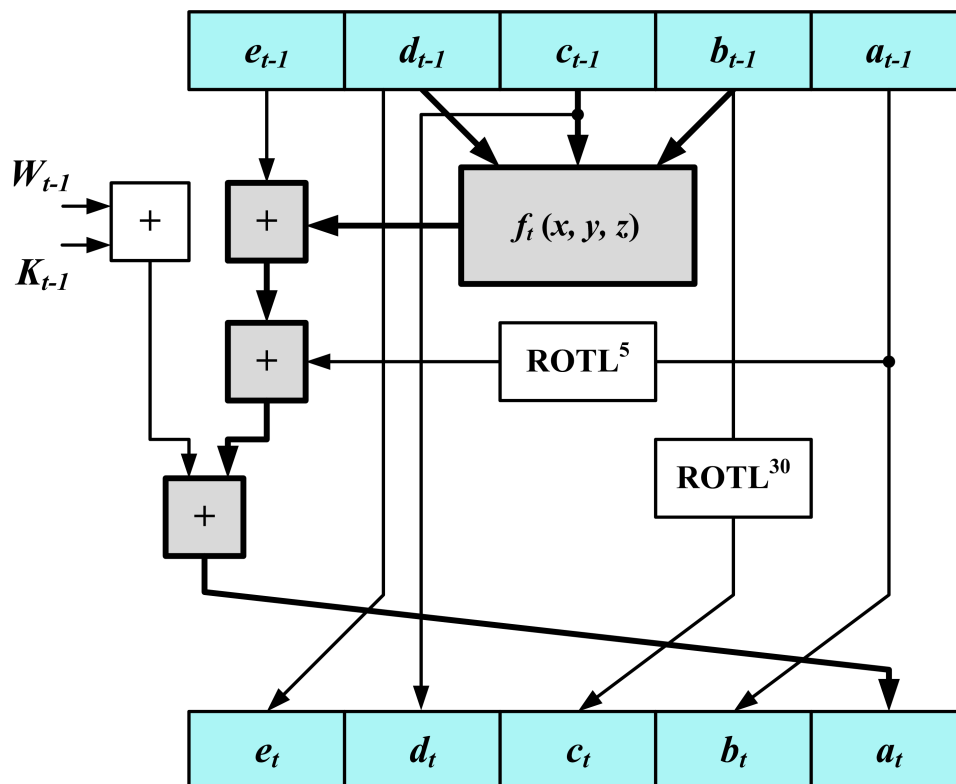 e_{t-1} d_{t-1} c_{t-1} b_{t-1} a_{t-1}
W_{t-1}
K_{t-1}
+ + f_t (x, y, z)
+ ROTL^5
ROTL^30
+
e_t d_t c_t b_t a_t